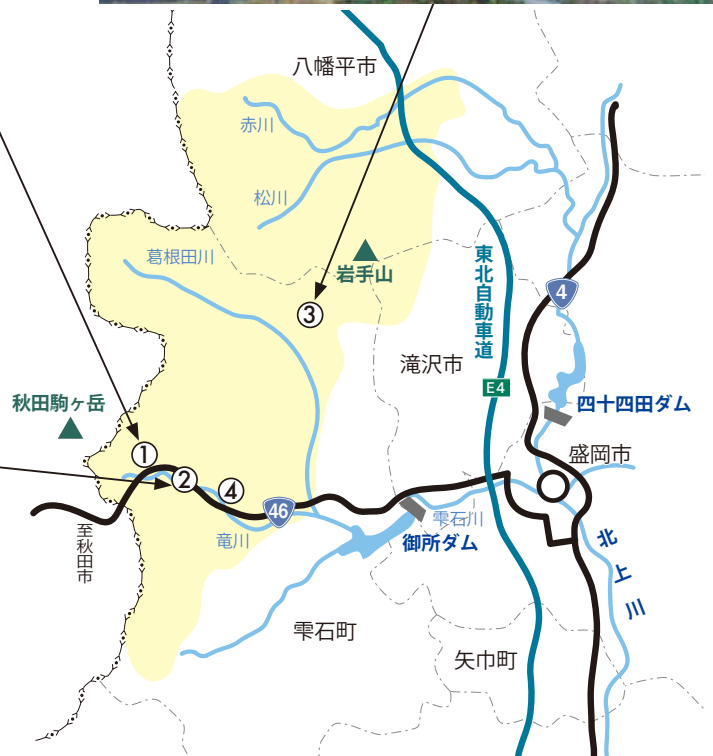 八幡平市
赤川
松川
葛根田川
岩手山
③
東北自動車道
4
滝沢市
E4
秋田駒ヶ岳
四十四田ダム
盛岡市
①
②
④
46
至秋田市
竜川
雫石川
御所ダム
北上川
雫石町
矢巾町